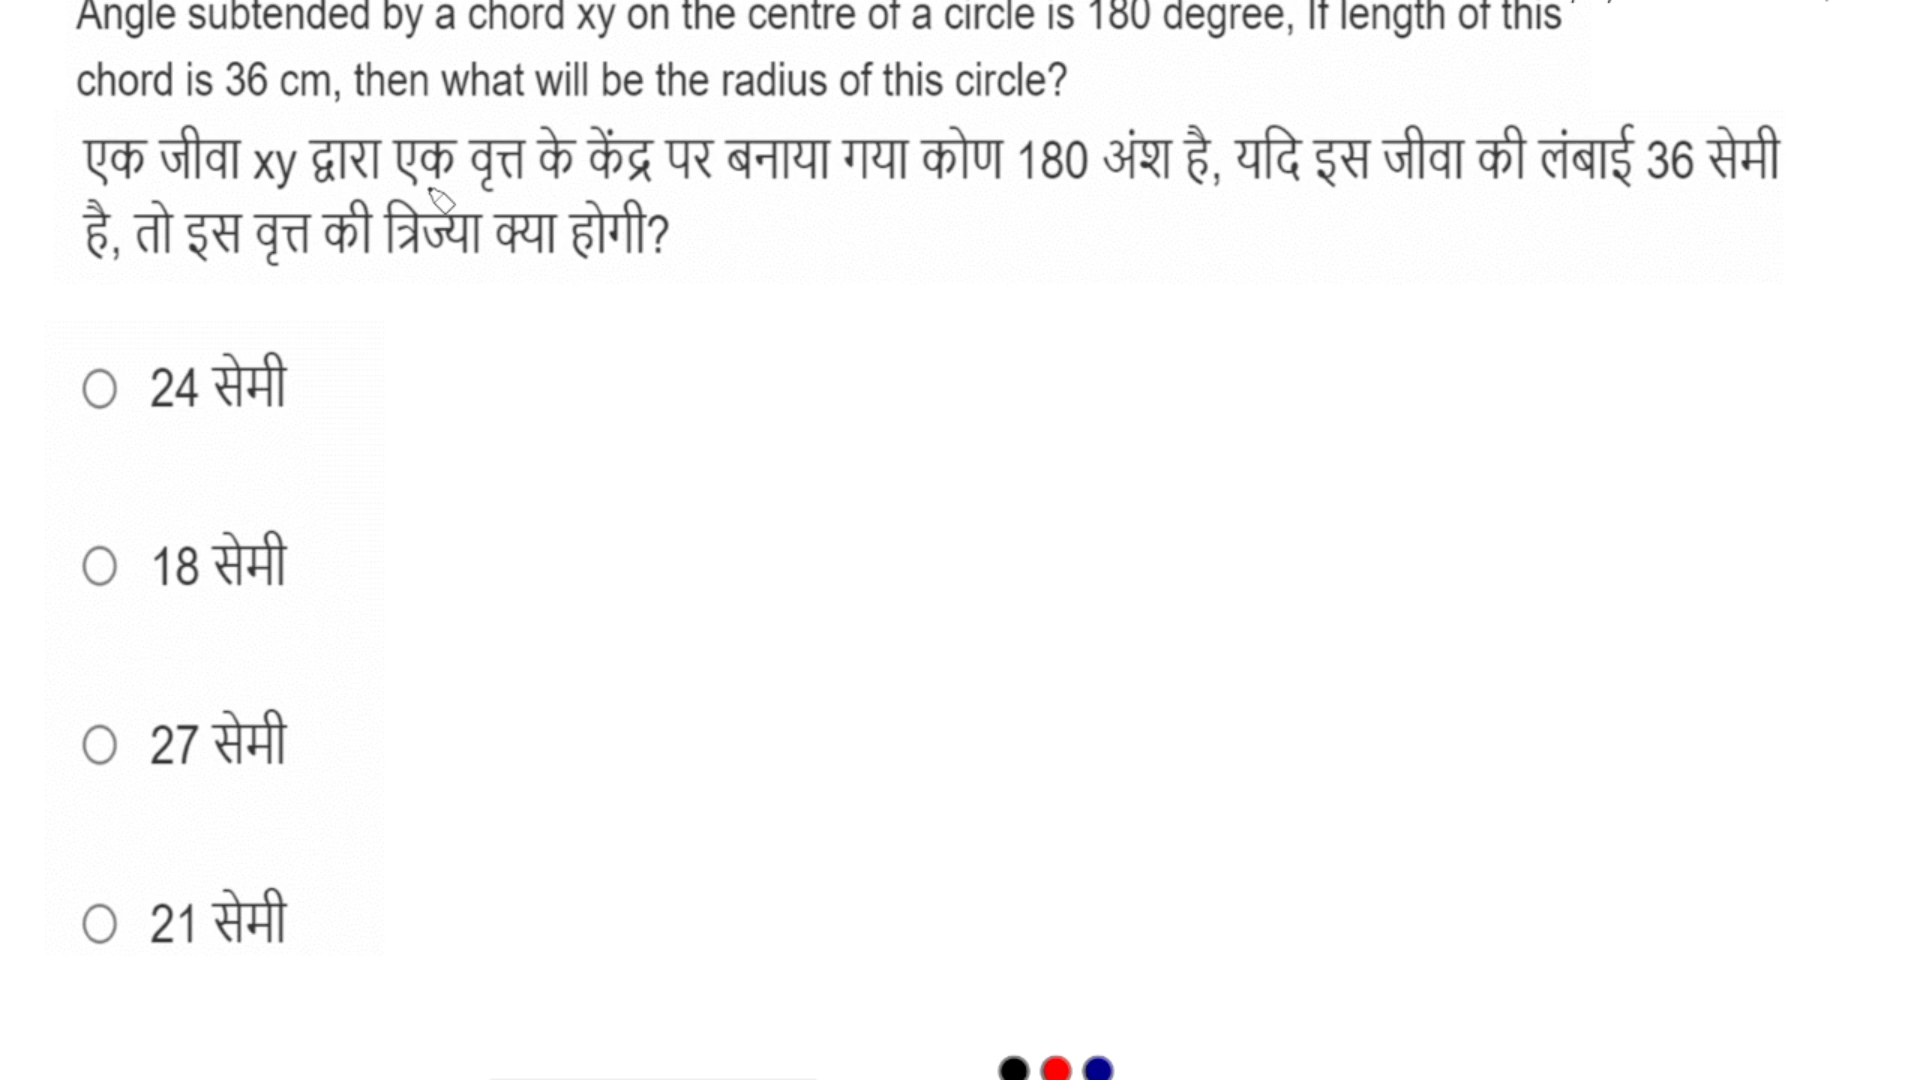 Angle subtended by a chord xy on the centre of a circle is 180 degree, If length of this
chord is 36 cm, then what will be the radius of this circle?
एक जीवा xy द्वारा एक वृत्त के केंद्र पर बनाया गया कोण 180 अंश है, यदि इस जीवा की लंबाई 36 सेमी
है, तो इस वृत्त की त्रिज्या क्या होगी?
24 सेमी
18 सेमी
27 सेमी
21 सेमी